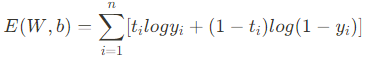 E(W, b) = \sum_{i=1}^{n} [t_i log y_i + (1 - t_i) log(1 - y_i)]